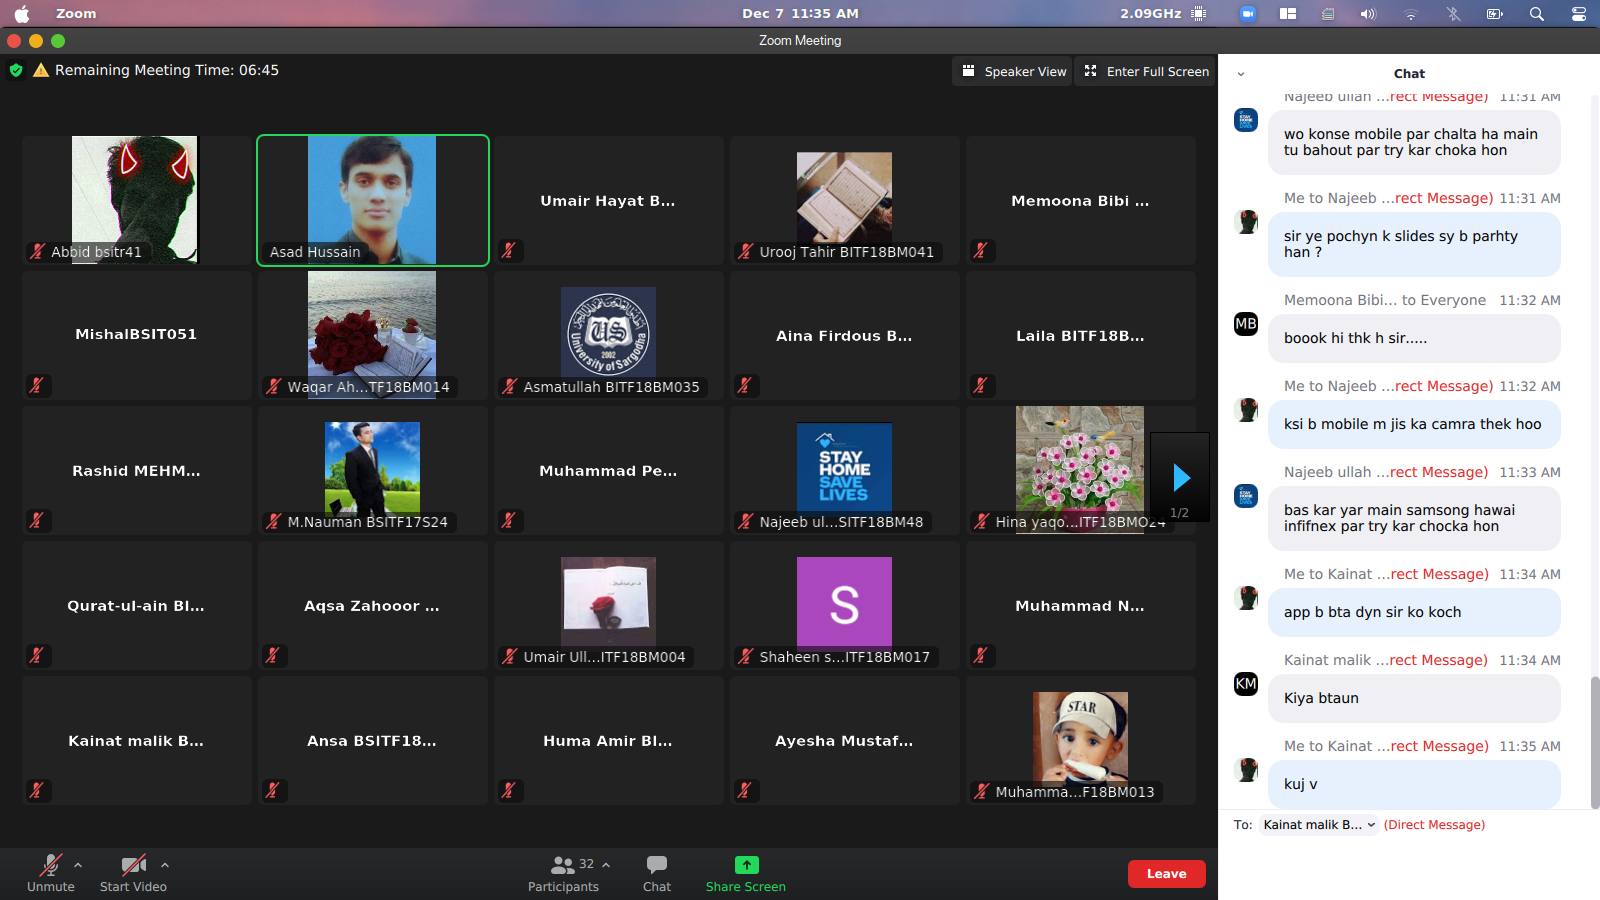 Zoom
Dec 7 11:35 AM
2.09GHz
Zoom Meeting
Remaining Meeting Time: 06:45
Speaker View
Enter Full Screen
Abbid bsitr41
Asad Hussain
Umair Hayat B...
Urooj Tahir BITF18BM041
Memoona Bibi ...
MishalBSIT051
Waqar Ah...TF18BM014
US
2002
University of Sargodha
Asmatullah BITF18BM035
Aina Firdous B...
Laila BITF18B...
Rashid MEHM...
M.Nauman BSITF17S24
Muhammad Pe...
STAY
HOME
SAVE
LIVES
Najeeb ul...SITF18BM48
Hina yaqo...ITF18BMO24
1/2
Qurat-ul-ain BI...
Aqsa Zahooor ...
Umair Ull...ITF18BM004
S
Shaheen s...ITF18BM017
Muhammad N...
Kainat malik B...
Ansa BSITF18...
Huma Amir BI...
Ayesha Mustaf...
STAR
Muhamma...F18BM013
Unmute
Start Video
32
Participants
Chat
Share Screen
Leave
Chat
Najeeb ullah ...rect Message) 11:31 AM
wo konse mobile par chalta ha main
tu bahout par try kar choka hon
Me to Najeeb ...rect Message) 11:31 AM
sir ye pochyn k slides sy b parhty
han ?
Memoona Bibi... to Everyone 11:32 AM
MB
boook hi thk h sir.....
Me to Najeeb ...rect Message) 11:32 AM
ksi b mobile m jis ka camra thek hoo
Najeeb ullah ...rect Message) 11:33 AM
bas kar yar main samsong hawai
infifnex par try kar chocka hon
Me to Kainat ...rect Message) 11:34 AM
app b bta dyn sir ko koch
Kainat malik ...rect Message) 11:34 AM
KM
Kiya btaun
Me to Kainat ...rect Message) 11:35 AM
kuj v
To: Kainat malik B... (Direct Message)